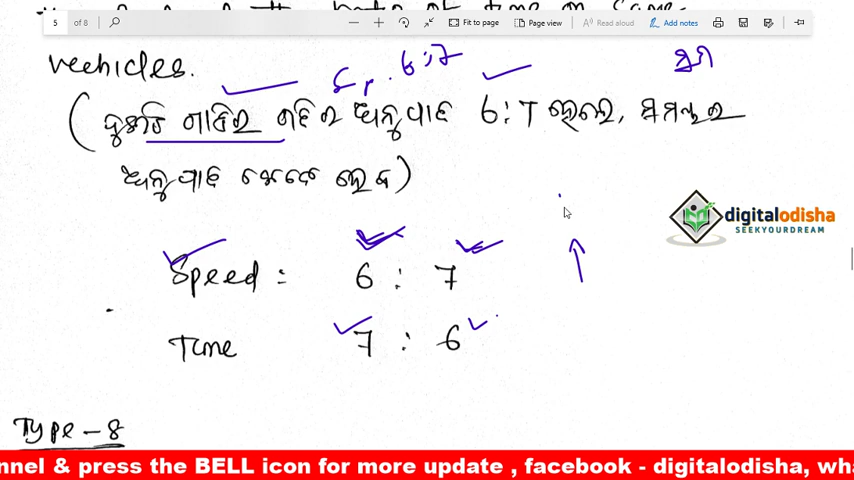 5 of 8 Fit to page Page view Read aloud Add notes
Veehicles.
Sp. 6:7
(ଦୁଇଟି ଗାଡିର ଗତିର ଅନୁପାତ 6:7 ହେଲେ, ସମୟର
ଅନୁପାତ କେତେ ହେବ)
digitalodisha
SEEKYOURDREAM
Speed = 6 : 7
Time 7 : 6
Type – 8
nnel & press the BELL icon for more update , facebook - digitalodisha, wha